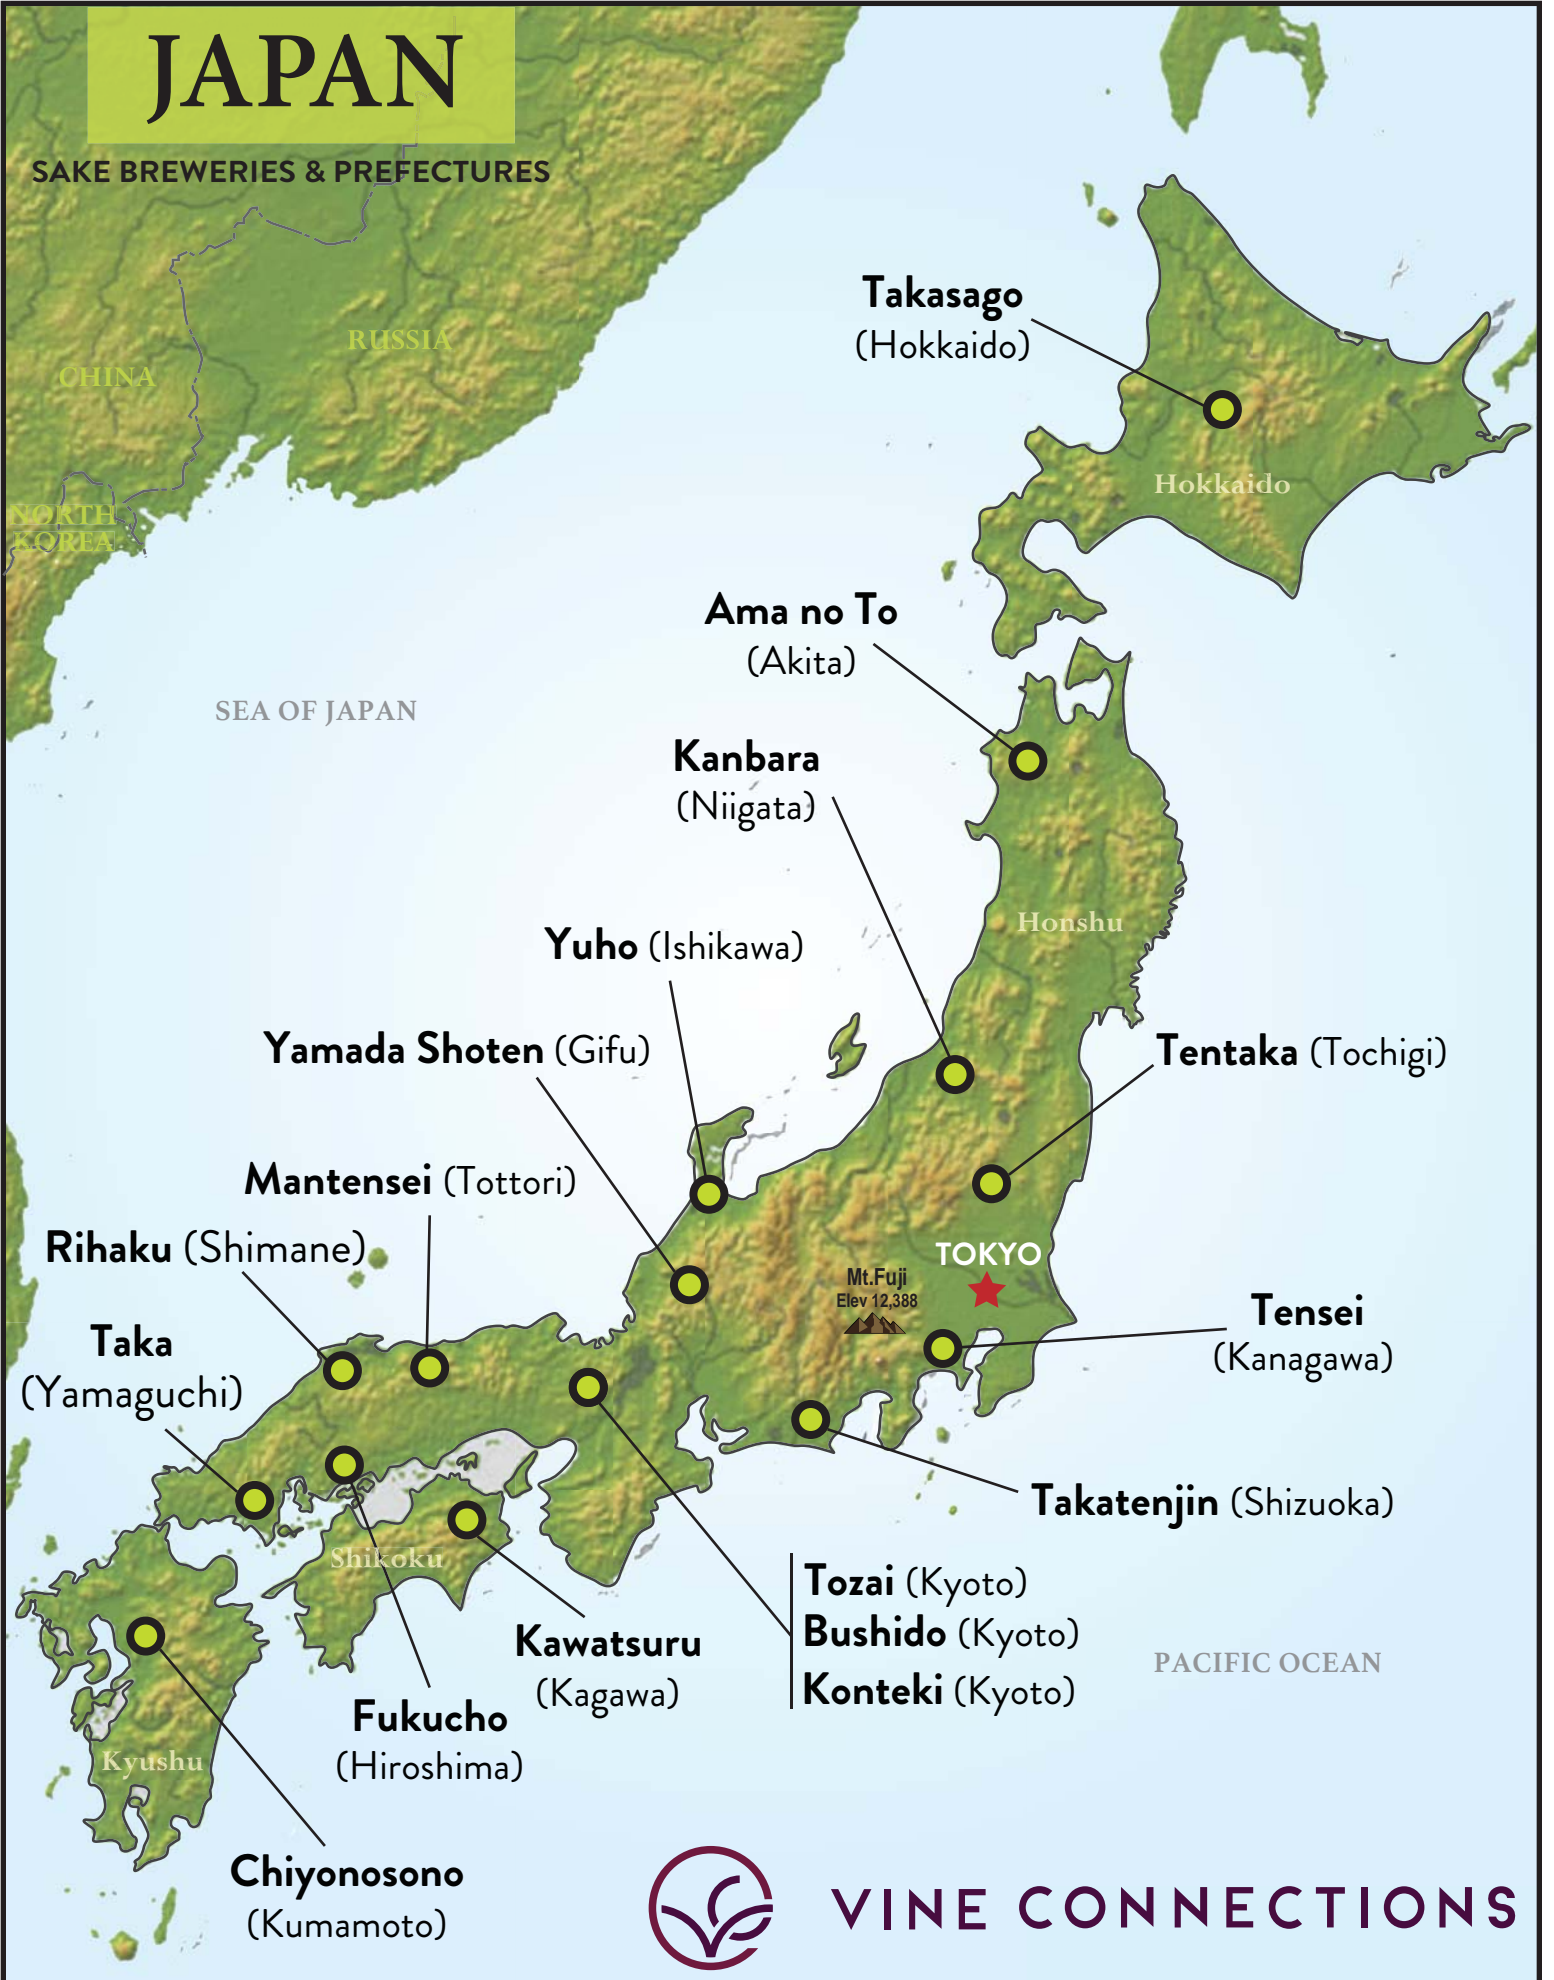 JAPAN
SAKE BREWERIES & PREFECTURES
RUSSIA
CHINA
NORTH
KOREA
Takasago
(Hokkaido)
Hokkaido
Ama no To
(Akita)
SEA OF JAPAN
Kanbara
(Niigata)
Honshu
Yuho (Ishikawa)
Yamada Shoten (Gifu)
Tentaka (Tochigi)
Mantensei (Tottori)
Rihaku (Shimane)
TOKYO
Mt.Fuji
Elev 12,388
Tensei
(Kanagawa)
Taka
(Yamaguchi)
Takatenjin (Shizuoka)
Shikoku
Tozai (Kyoto)
Bushido (Kyoto)
Konteki (Kyoto)
Kawatsuru
(Kagawa)
PACIFIC OCEAN
Fukucho
(Hiroshima)
Kyushu
Chiyonosono
(Kumamoto)
VINE CONNECTIONS